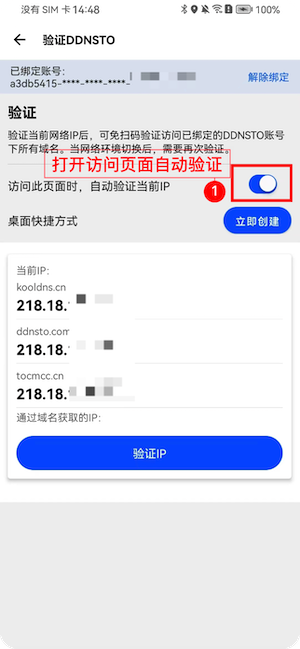 没有 SIM 卡 14:48
100%
验证DDNSTO
已绑定账号:
a3db5415-****-****-****-
解除绑定
验证
验证当前网络IP后，可免扫码验证访问已绑定的DDNSTO账号
下所有域名。当网络环境切换后，需要再次验证。
打开访问页面自动验证
访问此页面时，自动验证当前IP
1
桌面快捷方式
立即创建
当前IP:
kooldns.cn
218.18.
ddnsto.com
218.18.
tocmcc.cn
218.18.
通过域名获取的IP:
验证IP